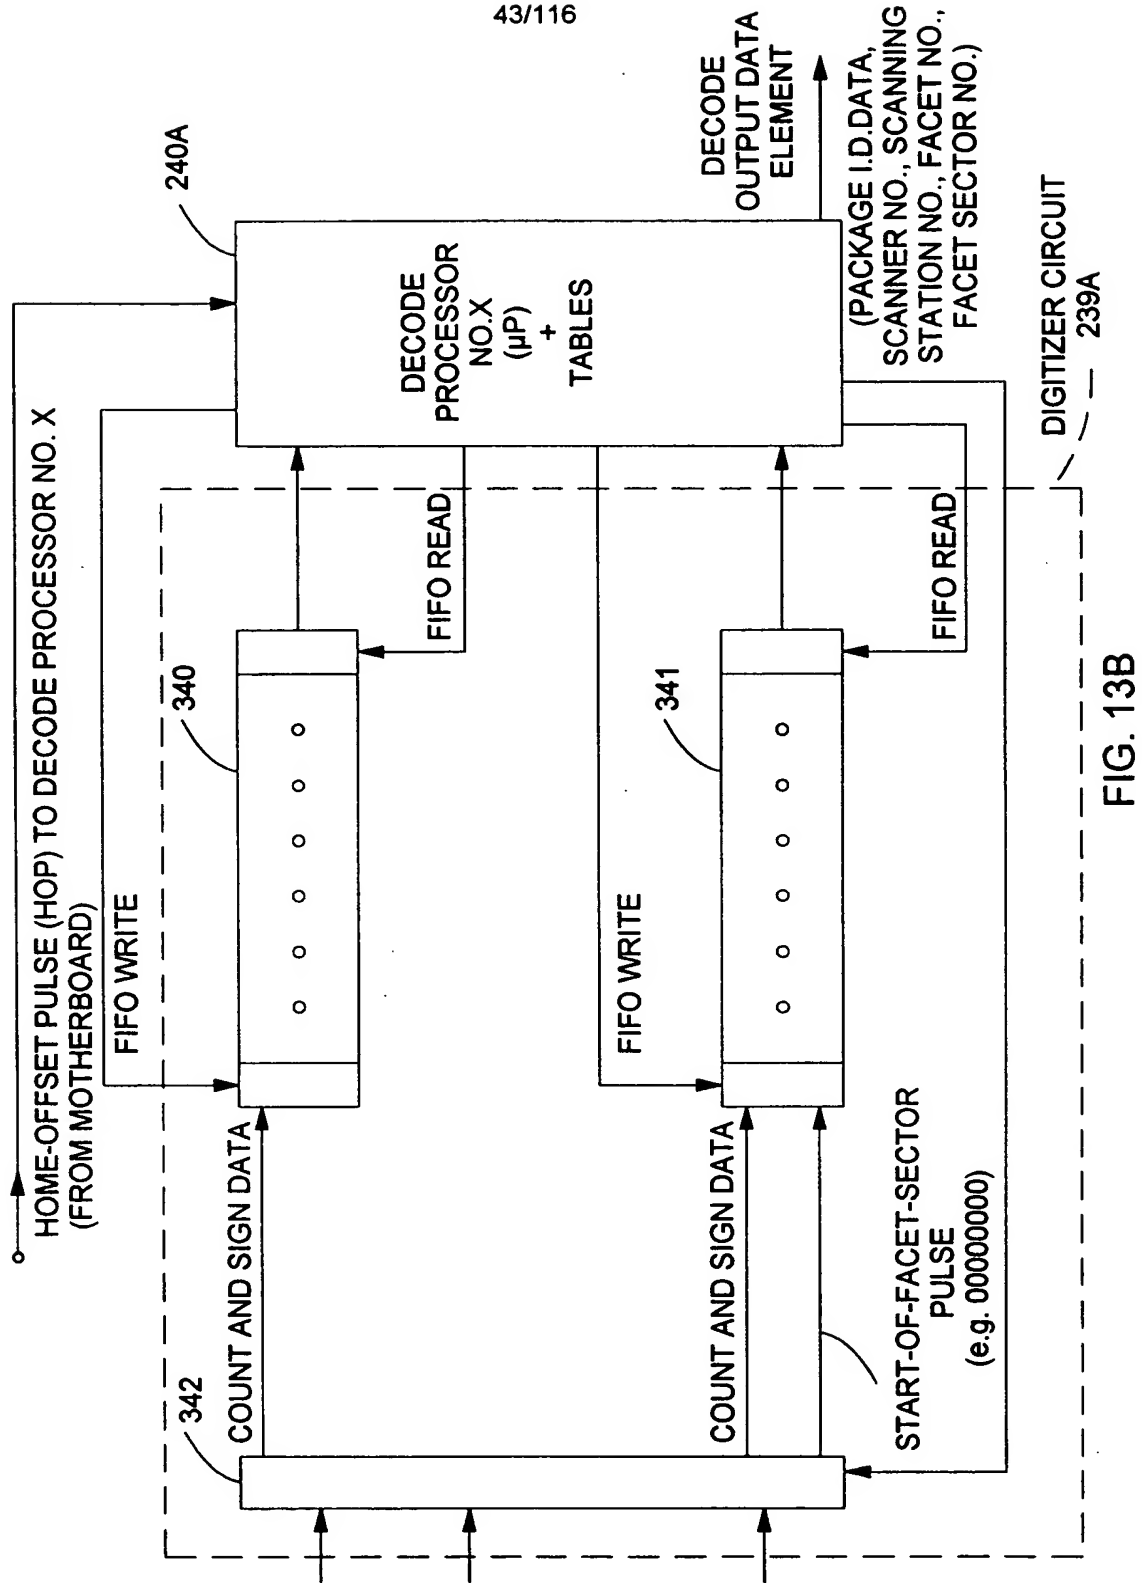 43/116
HOME-OFFSET PULSE (HOP) TO DECODE PROCESSOR NO. X
(FROM MOTHERBOARD)
FIFO WRITE
240A
DECODE
PROCESSOR
NO.X
(µP)
+
TABLES
DECODE
OUTPUT DATA
ELEMENT
(PACKAGE I.D.DATA,
SCANNER NO., SCANNING
STATION NO., FACET NO.,
FACET SECTOR NO.)
342
COUNT AND SIGN DATA
340
FIFO READ
FIFO WRITE
341
COUNT AND SIGN DATA
FIFO READ
START-OF-FACET-SECTOR
PULSE
(e.g. 00000000)
DIGITIZER CIRCUIT
239A
FIG. 13B